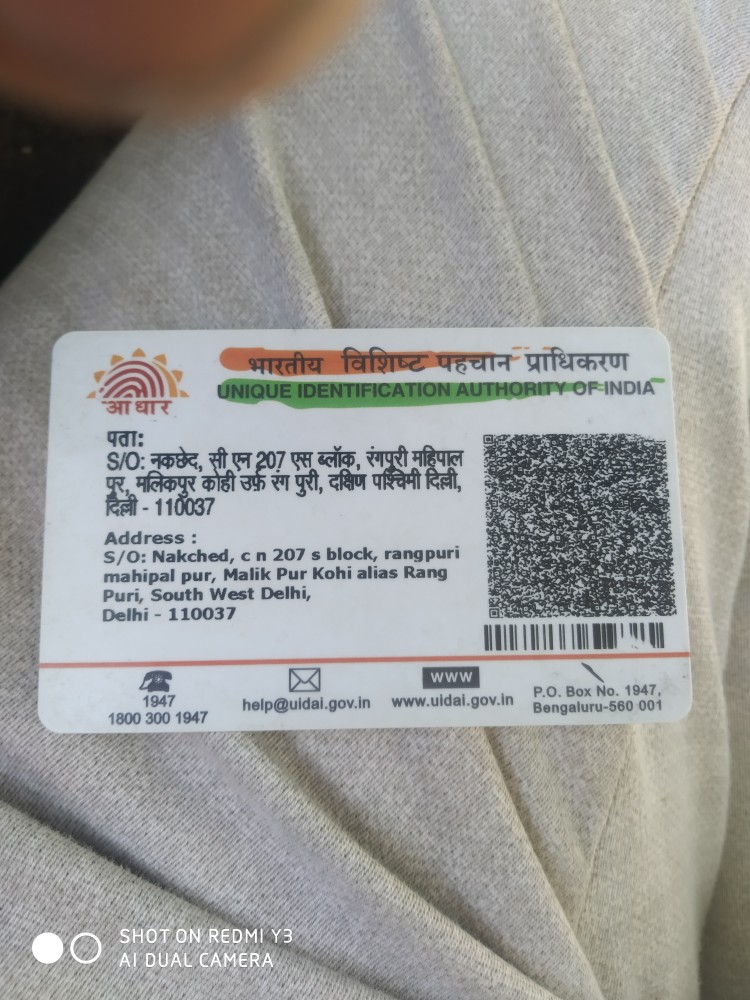 भारतीय विशिष्ट पहचान प्राधिकरण
UNIQUE IDENTIFICATION AUTHORITY OF INDIA
आधार
पता:
S/O: नकछेद, सी एन 207 एस ब्लॉक, रंगपूरी महिपाल
पुर, मलिकपुर कोही उर्फ़ रंग पुरी, दक्षिण पश्चिमी दिल्ली,
दिल्ली - 110037
Address :
S/O: Nakched, c n 207 s block, rangpuri
mahipal pur, Malik Pur Kohi alias Rang
Puri, South West Delhi,
Delhi - 110037
1947
1800 300 1947
help@uidai.gov.in
WWW
www.uidai.gov.in
P.O. Box No. 1947,
Bengaluru-560 001
SHOT ON REDMI Y3
AI DUAL CAMERA